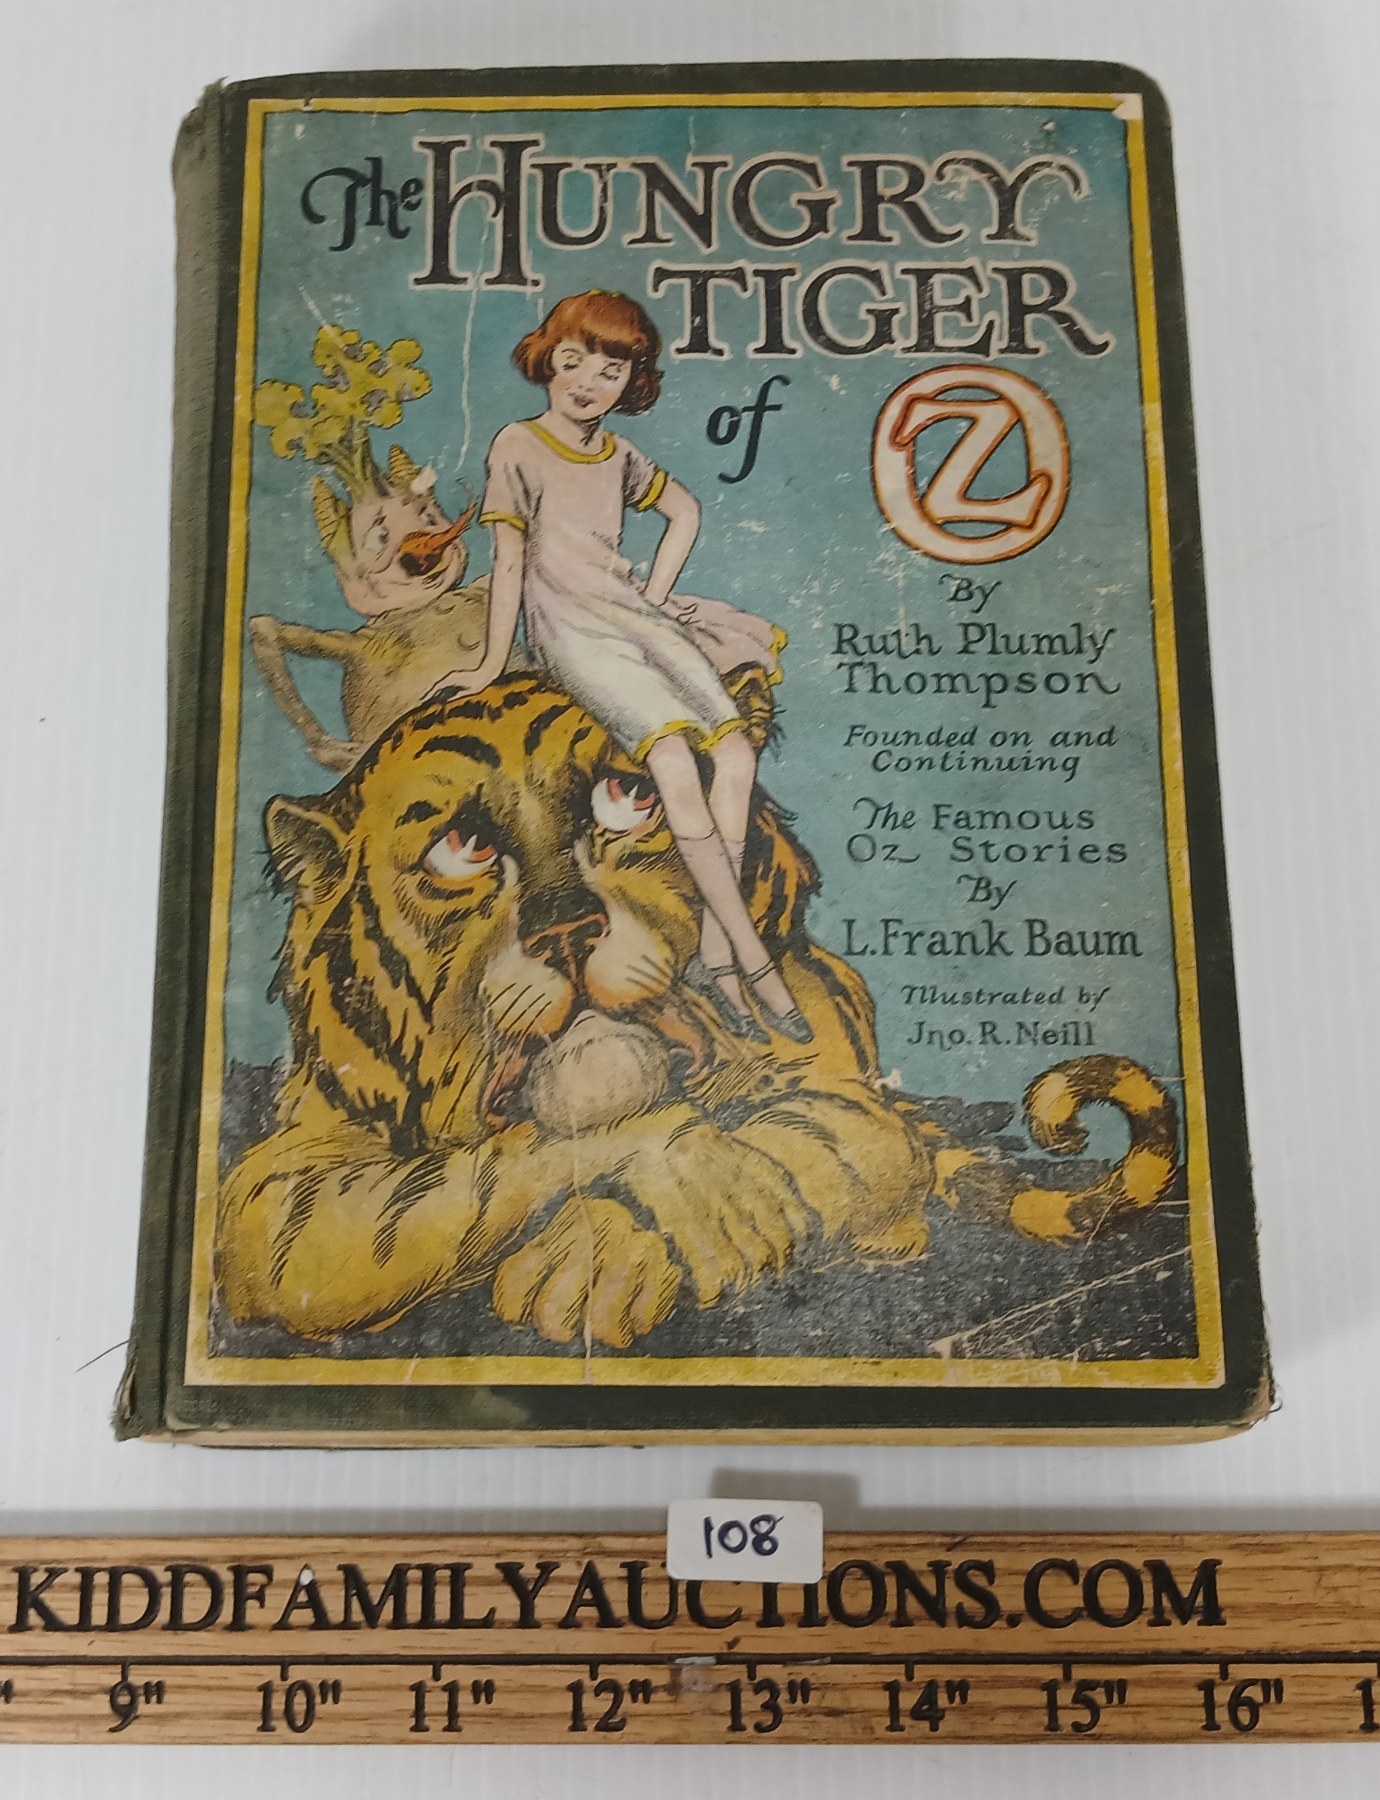 The HUNGRY
TIGER
of OZ
By
Ruth Plumly
Thompson
Founded on and
Continuing
The Famous
Oz Stories
By
L. Frank Baum
Illustrated by
Jno. R. Neill
108
KIDDFAMILYAUCTIONS.COM
9" 10" 11" 12" 13" 14" 15" 16"